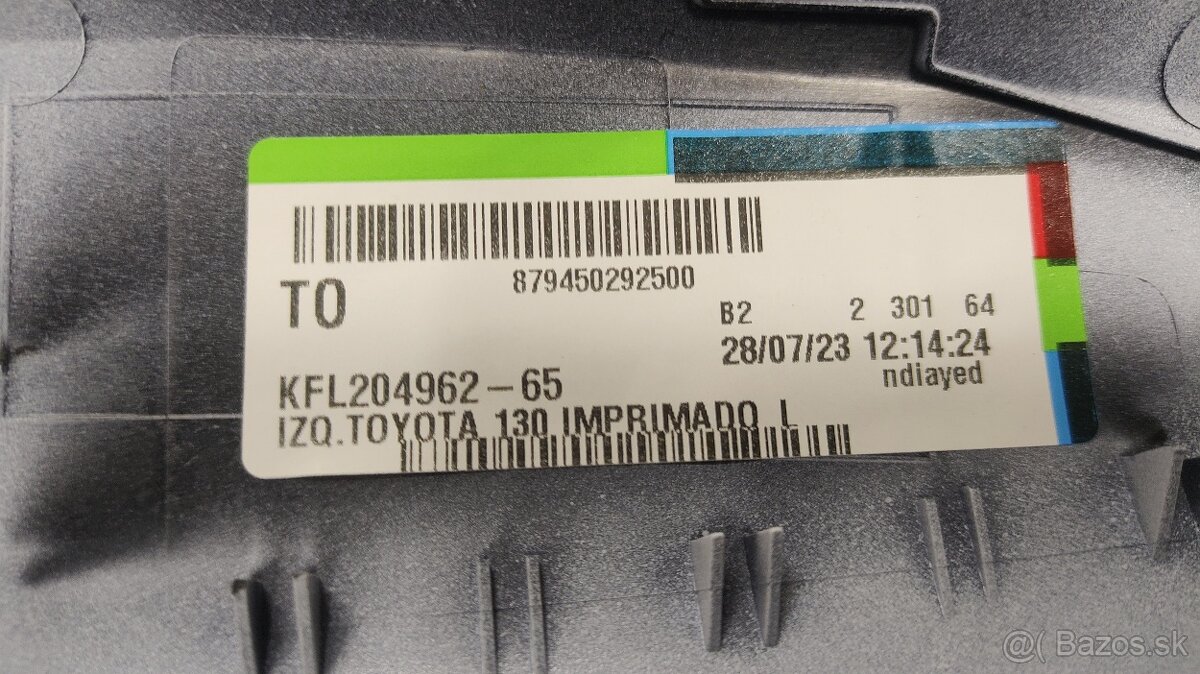 879450292500
TO
B2 2 301 64
28/07/23 12:14:24
ndiayed
KFL204962-65
IZQ.TOYOTA 130 IMPRIMADO L
@( Bazos.sk